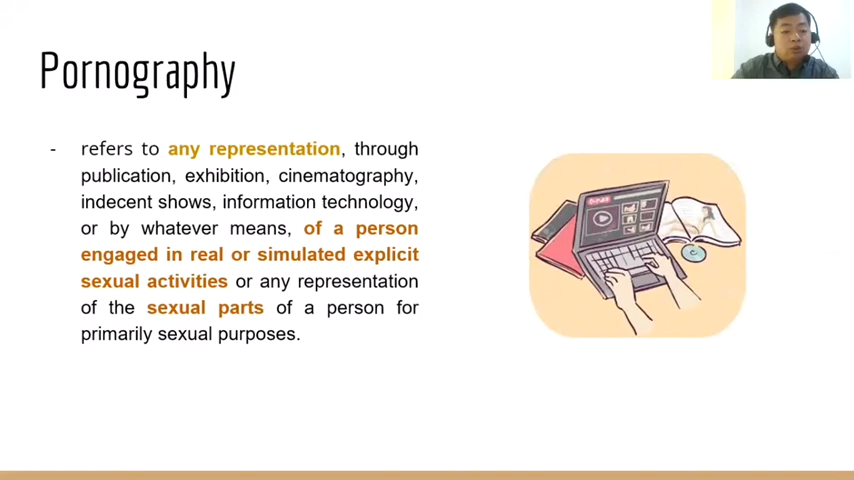 Pornography
- refers to any representation, through
publication, exhibition, cinematography,
indecent shows, information technology,
or by whatever means, of a person
engaged in real or simulated explicit
sexual activities or any representation
of the sexual parts of a person for
primarily sexual purposes.